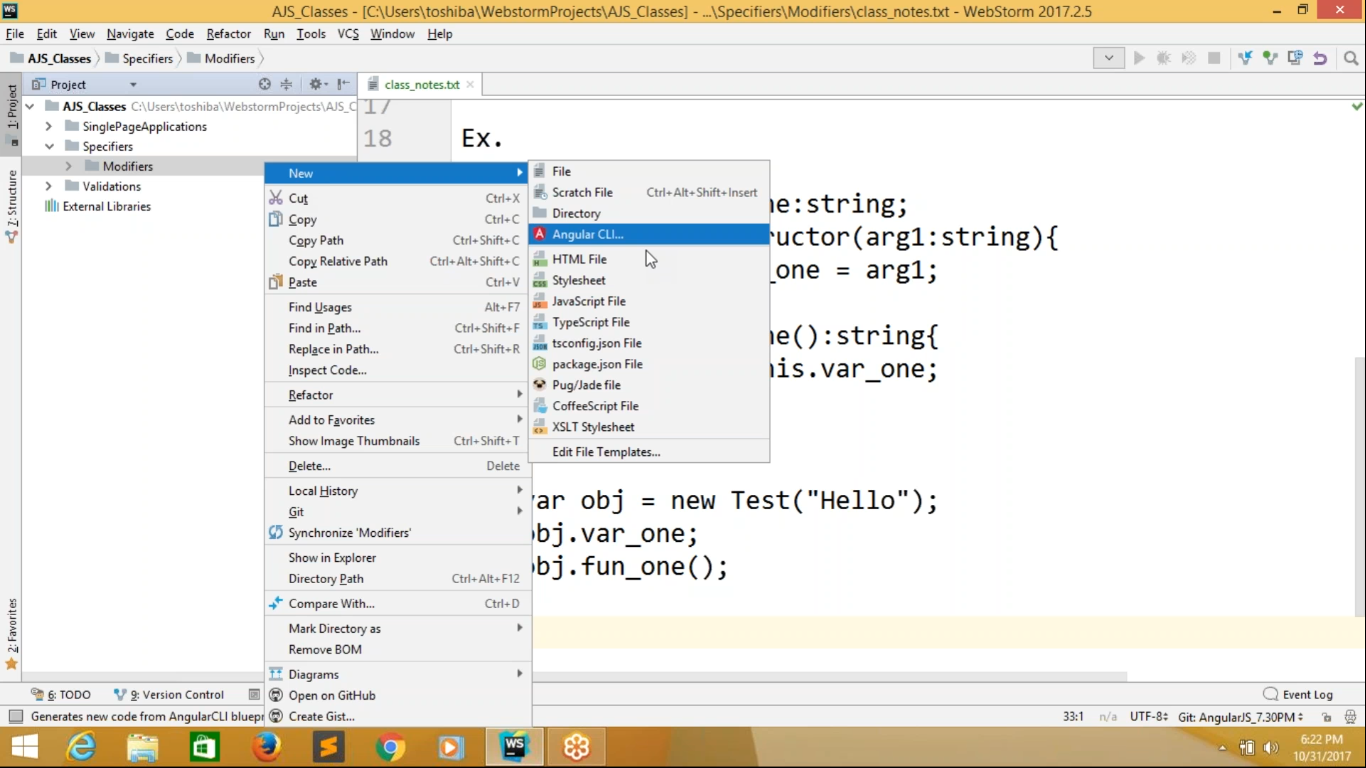 WS
AJS_Classes - [C:\Users\toshiba\WebstormProjects\AJS_Classes] - ...\Specifiers\Modifiers\class_notes.txt - WebStorm 2017.2.5
File Edit View Navigate Code Refactor Run Tools VCS Window Help
AJS_Classes Specifiers Modifiers
1: Project
Z: Structure
2: Favorites
Project
class_notes.txt
AJS_Classes C:\Users\toshiba\WebstormProjects\AJS_C
SinglePageApplications
Specifiers
Modifiers
Validations
External Libraries
17
18 Ex.
ne:string;
ructor(arg1:string){
_one = arg1;
ne():string{
his.var_one;
var obj = new Test("Hello");
obj.var_one;
obj.fun_one();
New
Cut Ctrl+X
Copy Ctrl+C
Copy Path Ctrl+Shift+C
Copy Relative Path Ctrl+Alt+Shift+C
Paste Ctrl+V
Find Usages Alt+F7
Find in Path... Ctrl+Shift+F
Replace in Path... Ctrl+Shift+R
Inspect Code...
Refactor
Add to Favorites
Show Image Thumbnails Ctrl+Shift+T
Delete... Delete
Local History
Git
Synchronize 'Modifiers'
Show in Explorer
Directory Path Ctrl+Alt+F12
Compare With... Ctrl+D
Mark Directory as
Remove BOM
Diagrams
Open on GitHub
Create Gist...
File
Scratch File Ctrl+Alt+Shift+Insert
Directory
Angular CLI...
HTML File
Stylesheet
JavaScript File
TypeScript File
tsconfig.json File
package.json File
Pug/Jade file
CoffeeScript File
XSLT Stylesheet
Edit File Templates...
6: TODO 9: Version Control Event Log
Generates new code from AngularCLI bluepr 33:1 n/a UTF-8 Git: AngularJS_7.30PM
WS
6:22 PM
10/31/2017